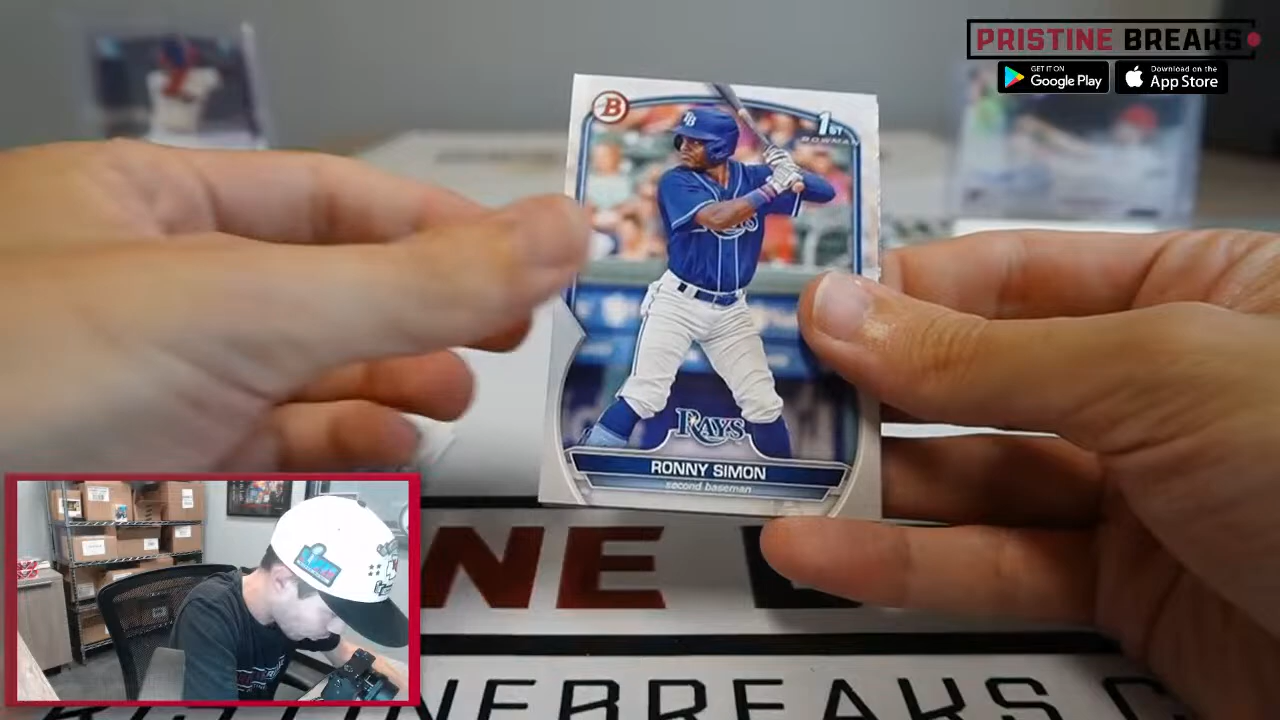 PRISTINE BREAKS
GET IT ON
Google Play
Download on the
App Store
B
1ST
BOWMAN
TB
RAYS
RONNY SIMON
second baseman
NE B